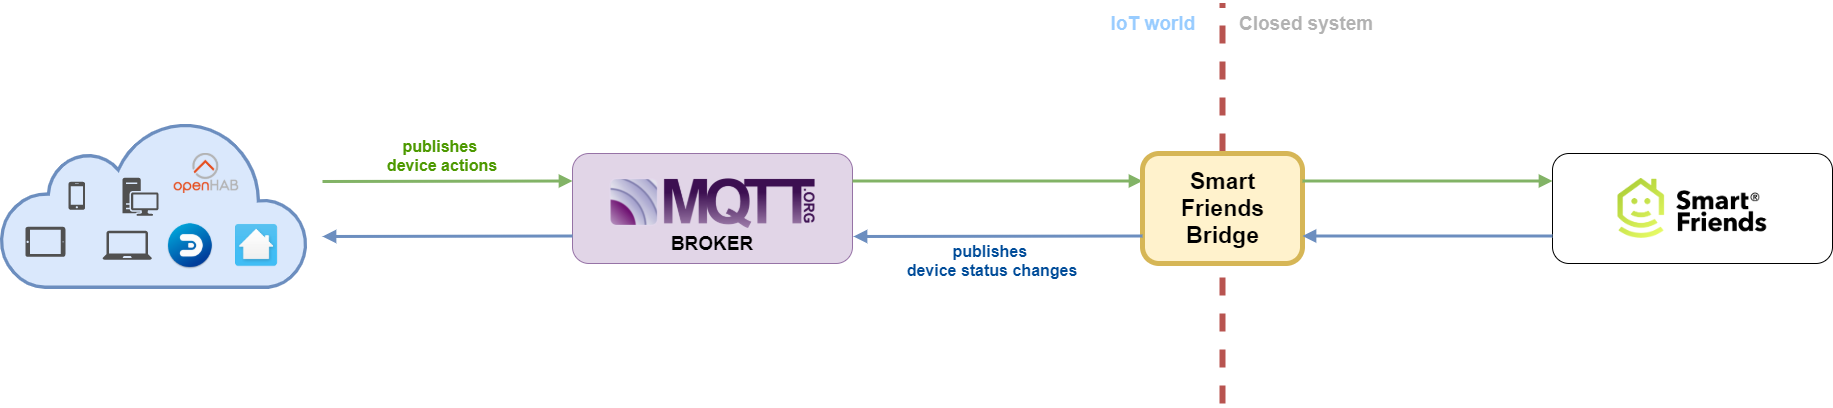 IoT world
Closed system
publishes
device actions
openHAB
MQTT.ORG
BROKER
publishes
device status changes
Smart
Friends
Bridge
Smart®
Friends